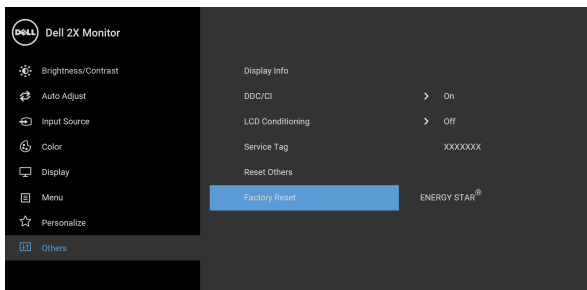 DELL Dell 2X Monitor
Brightness/Contrast
Auto Adjust
Input Source
Color
Display
Menu
Personalize
Others
Display Info
DDC/CI > On
LCD Conditioning > Off
Service Tag XXXXXXX
Reset Others
Factory Reset ENERGY STAR®